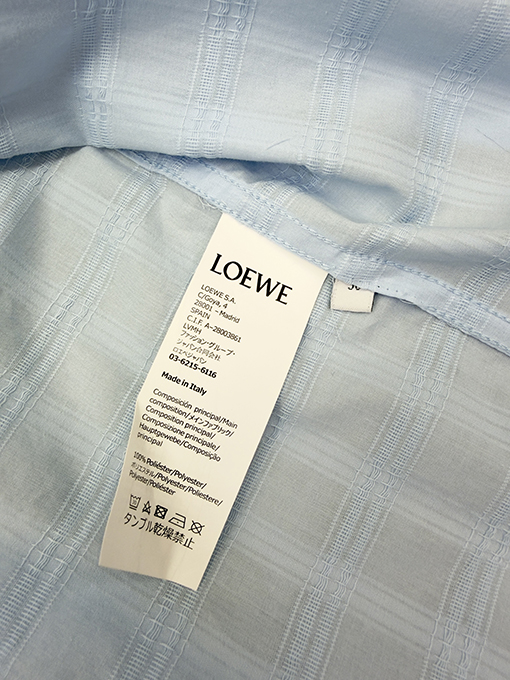 LOEWE
LOEWE S.A.
C/Goya, 4
28001 - Madrid
SPAIN
C.I.F. A-28003861
LVMH
ファッション・グループ・
ジャパン合同会社
ロエベジャパン
03-6215-6116
Made in Italy
Composición principal/Main
composition/メインファブリック/
Composition principal/
Composizione principale/
Hauptgewebe/Composição
principal
100% Poliéster/Polyester/
ポリエステル/Polyester/Poliestere/
Polyester/Poliéster
タンブル乾燥禁止